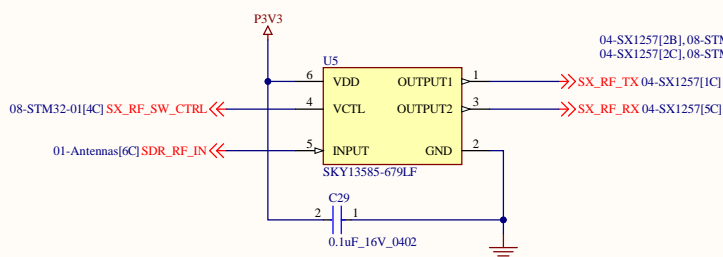 P3V3
04-SX1257[2B], 08-STM
04-SX1257[2C], 08-STM
U5
6 VDD OUTPUT1 1 SX_RF_TX 04-SX1257[1C]
08-STM32-01[4C] SX_RF_SW_CTRL 4 VCTL OUTPUT2 3 SX_RF_RX 04-SX1257[5C]
01-Antennas[6C] SDR_RF_IN 5 INPUT GND 2
SKY13585-679LF
C29
2 1
0.1uF_16V_0402